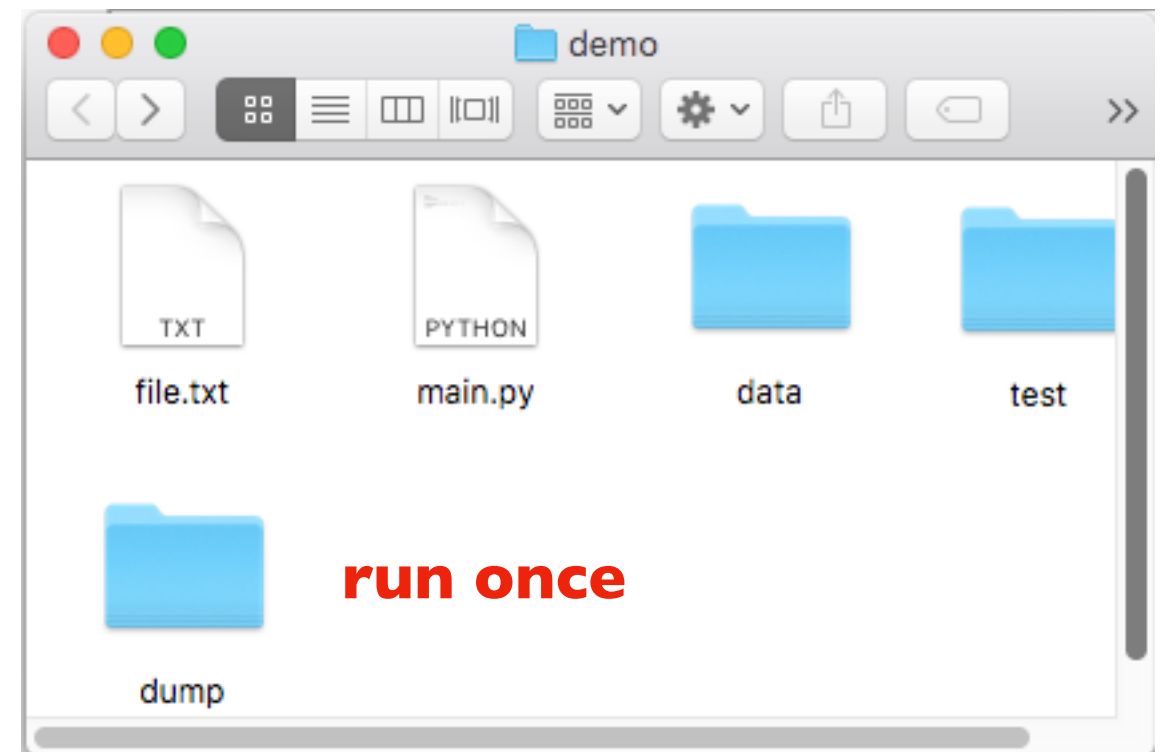 demo
TXT
PYTHON
file.txt
main.py
data
test
run once
dump